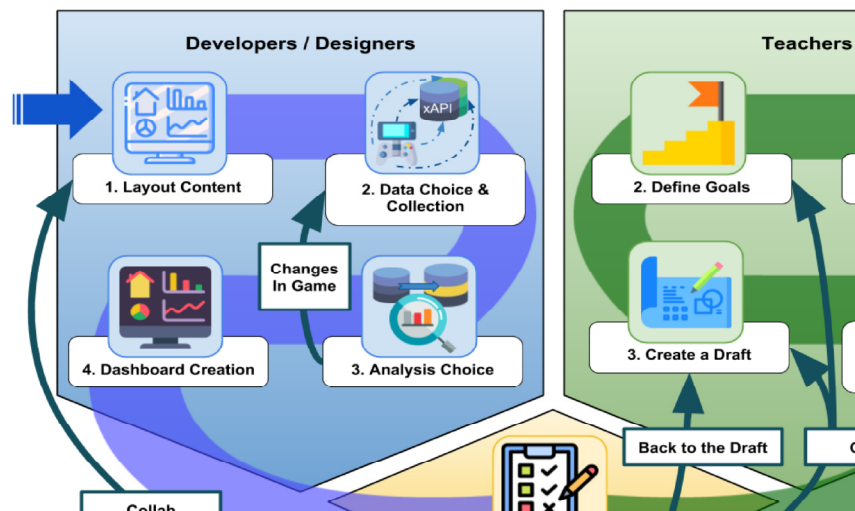 Developers / Designers
Teachers
xAPI
1. Layout Content
2. Data Choice &
Collection
2. Define Goals
Changes
In Game
4. Dashboard Creation
3. Analysis Choice
3. Create a Draft
Back to the Draft
Collab